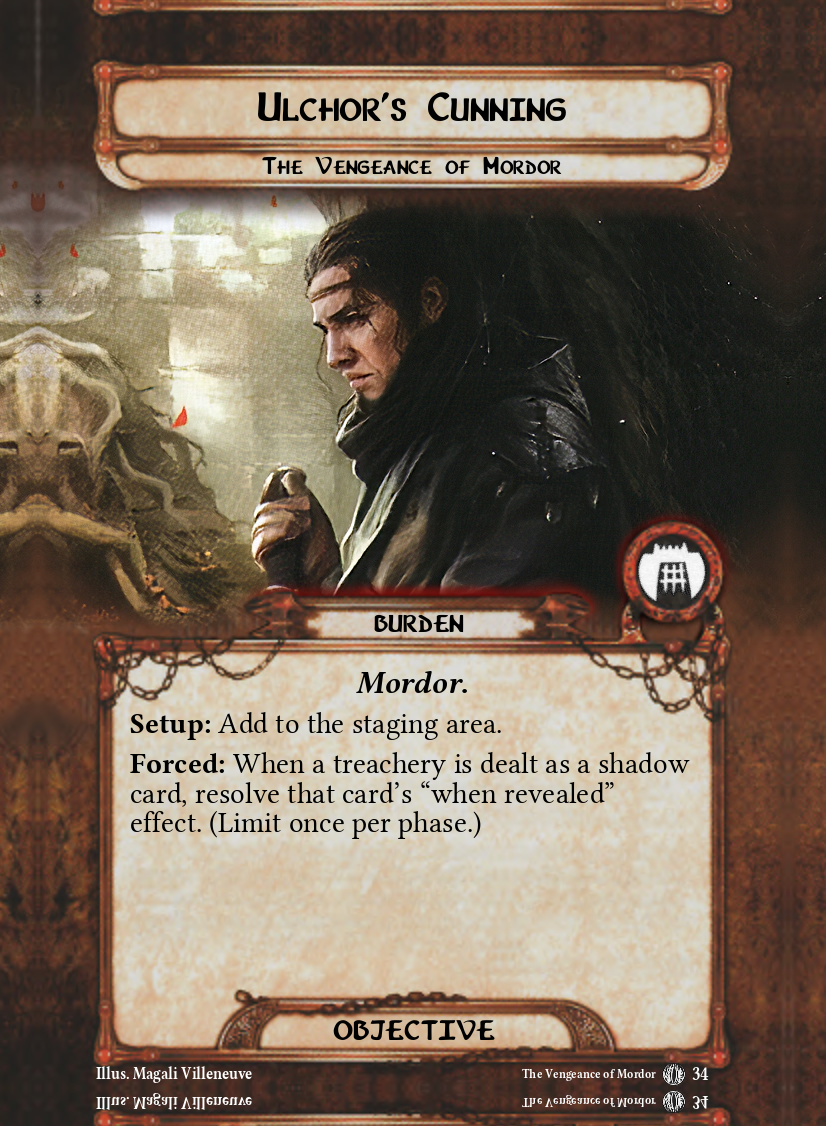 Ulchor's Cunning
The Vengeance of Mordor
BURDEN
Mordor.
Setup: Add to the staging area.
Forced: When a treachery is dealt as a shadow
card, resolve that card's “when revealed”
effect. (Limit once per phase.)
OBJECTIVE
Illus. Magali Villeneuve
The Vengeance of Mordor 34
Illus. Magali Villeneuve
The Vengeance of Mordor 34